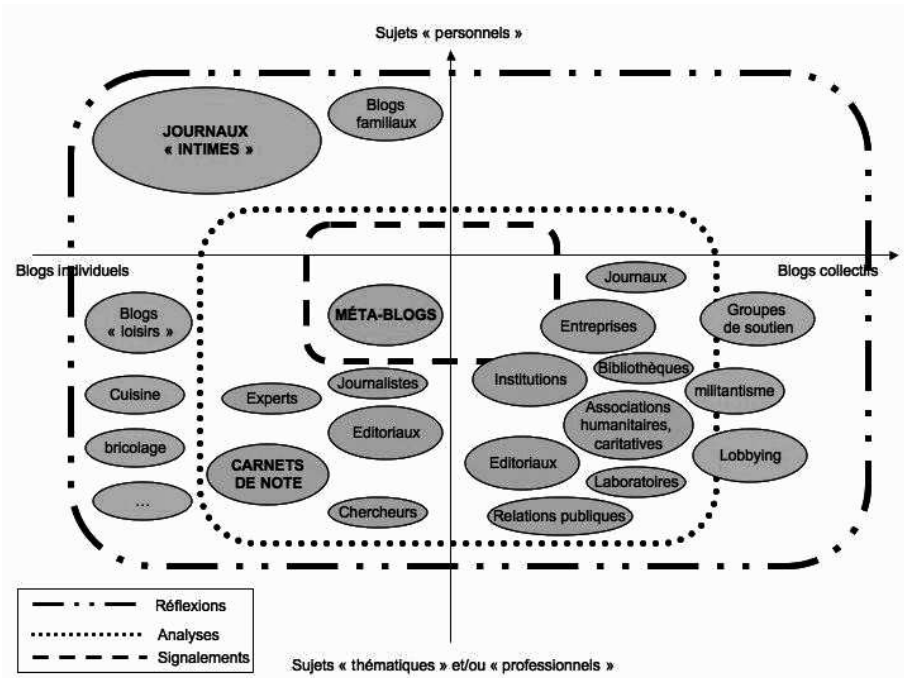 Sujets « personnels »
Blogs
familiaux
JOURNAUX
« INTIMES »
Blogs individuels
Blogs collectifs
Journaux
Blogs
« loisirs »
MÉTA-BLOGS
Entreprises
Groupes
de soutien
Bibliothèques
Institutions
Journalistes
Experts
Cuisine
militantisme
Associations
humanitaires,
caritatives
Editoriaux
bricolage
CARNETS
DE NOTE
Editoriaux
Lobbying
Laboratoires
...
Chercheurs
Relations publiques
Réflexions
Analyses
Signalements
Sujets « thématiques » et/ou « professionnels »